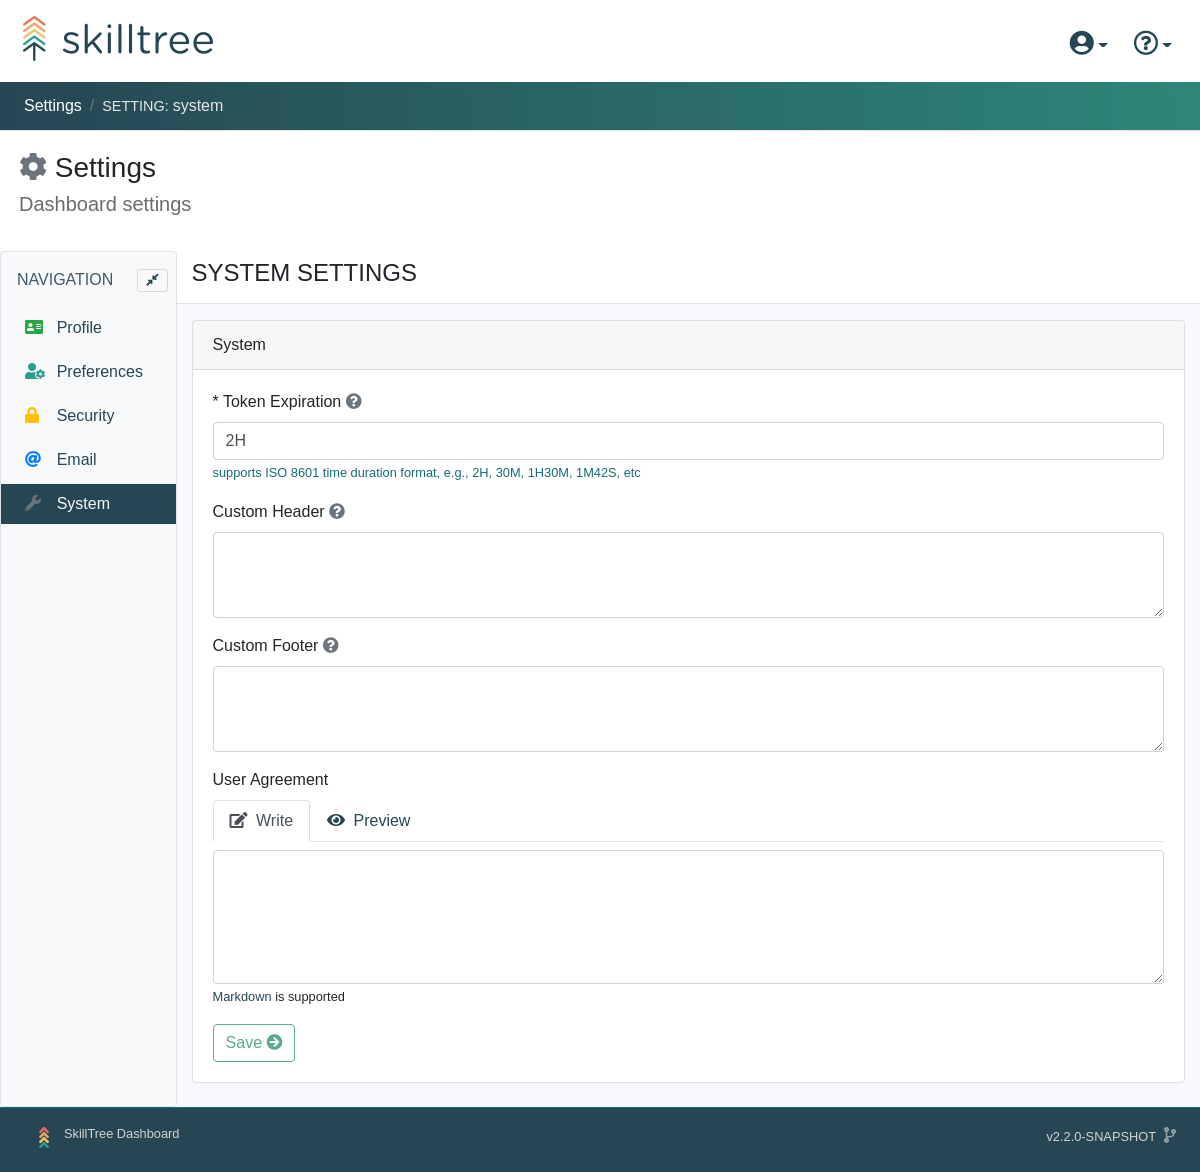 skilltree
Settings / SETTING: system
Settings
Dashboard settings
NAVIGATION
Profile
Preferences
Security
Email
System
SYSTEM SETTINGS
System
* Token Expiration
2H
supports ISO 8601 time duration format, e.g., 2H, 30M, 1H30M, 1M42S, etc
Custom Header
Custom Footer
User Agreement
Write Preview
Markdown is supported
Save
SkillTree Dashboard
v2.2.0-SNAPSHOT